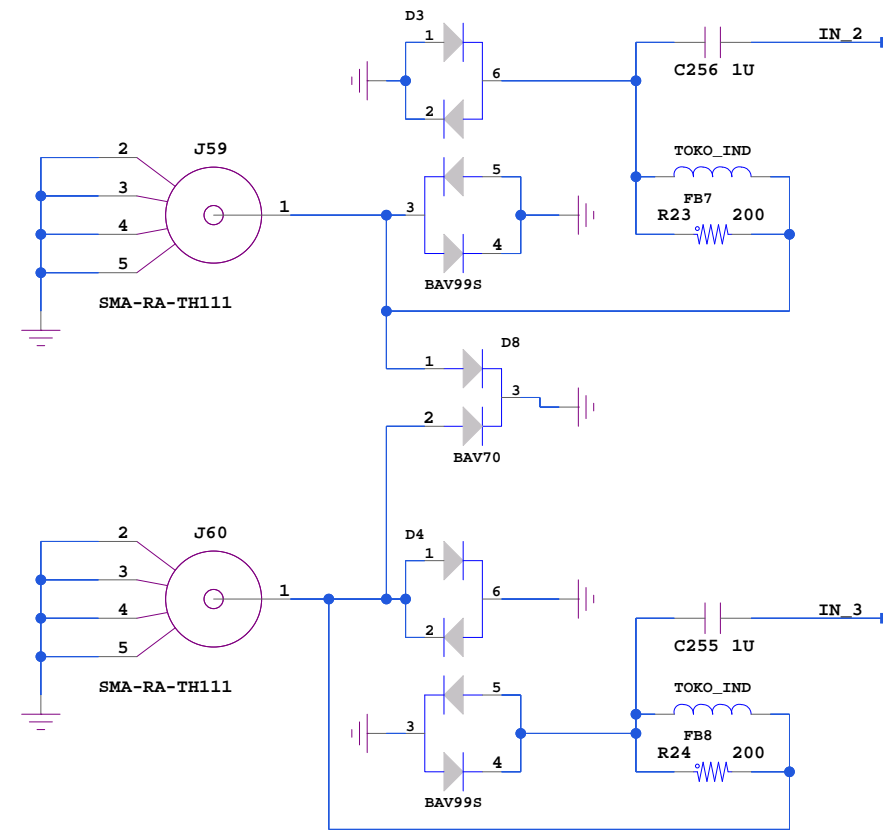 D3
1
6
2
IN_2
C256 1U
TOKO_IND
FB7
R23 200
J59
2
3
4
5
1
SMA-RA-TH111
3
5
4
BAV99S
D8
1
3
2
BAV70
J60
2
3
4
5
1
SMA-RA-TH111
D4
1
6
2
3
5
4
BAV99S
IN_3
C255 1U
TOKO_IND
FB8
R24 200